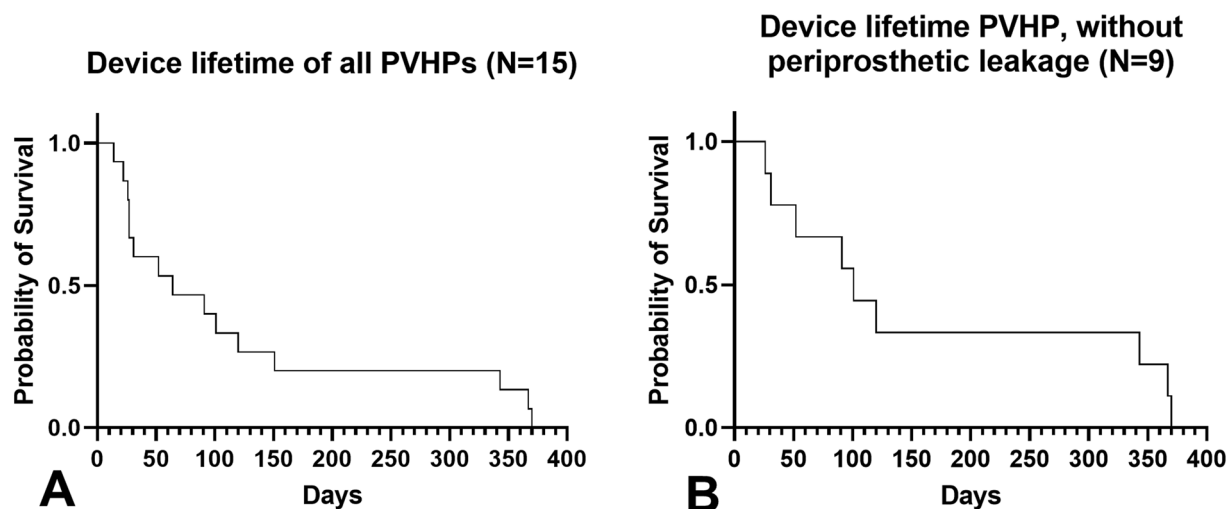 Device lifetime of all PVHPs (N=15)
Probability of Survival
1.0
0.5
0.0
0 50 100 150 200 250 300 350 400
Days
A
Device lifetime PVHP, without
periprosthetic leakage (N=9)
Probability of Survival
1.0
0.5
0.0
0 50 100 150 200 250 300 350 400
Days
B